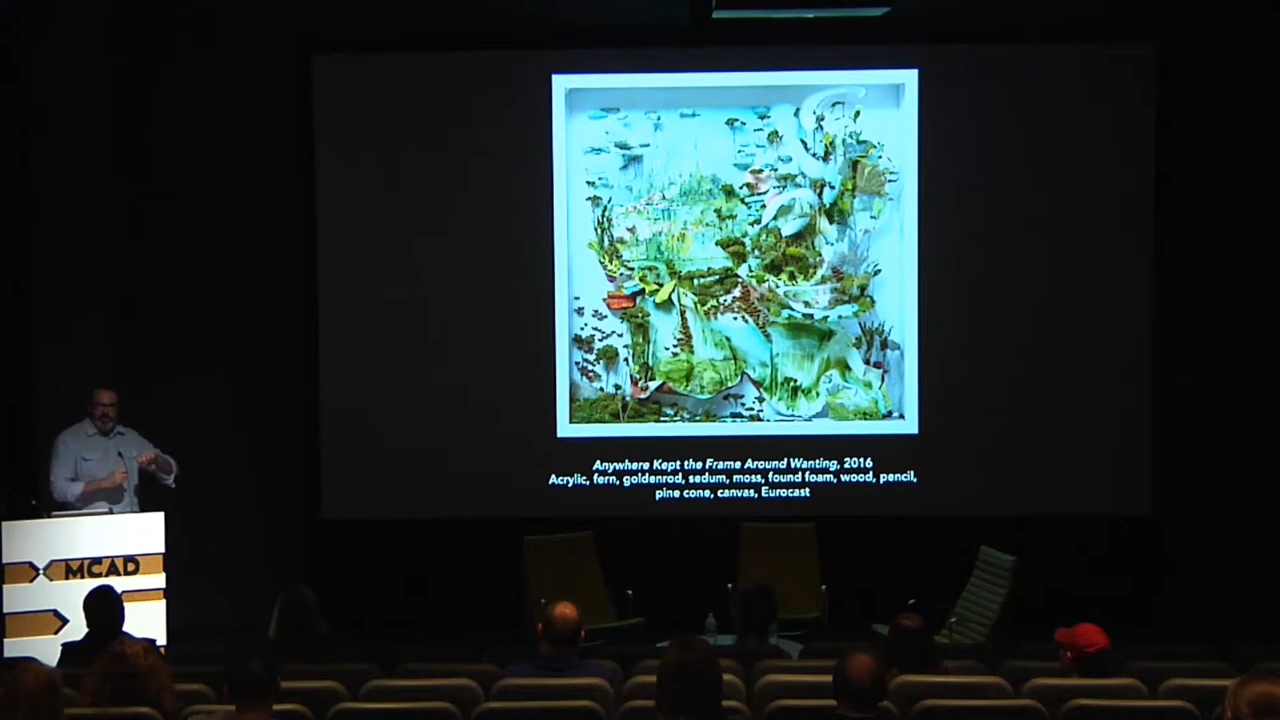 Anywhere Kept the Frame Around Wanting, 2016
Acrylic, fern, goldenrod, sedum, moss, found foam, wood, pencil,
pine cone, canvas, Eurocast
MCAD